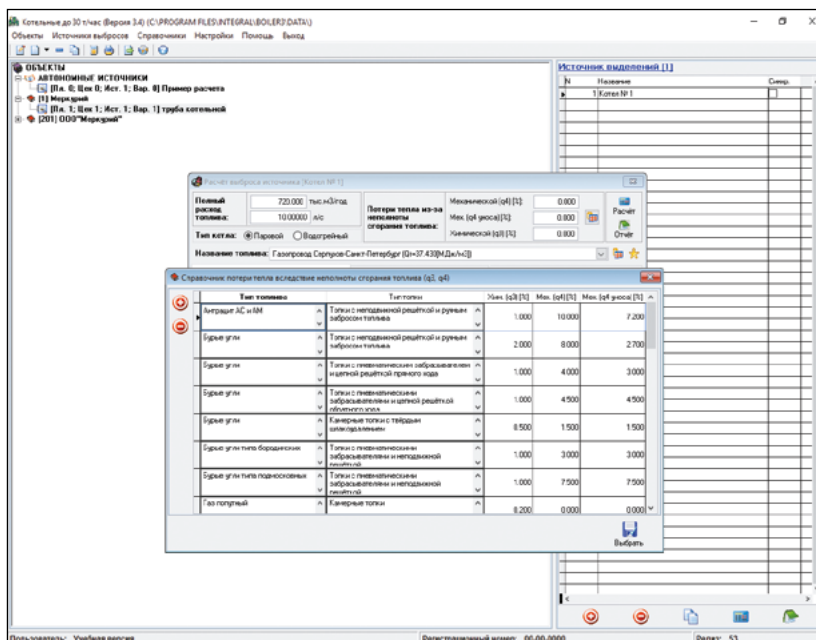 Котельные до 30 т/час (Версия 3.4) (C:\PROGRAM FILES\INTEGRAL\BOILER3\DATA\)
Объекты Источники выбросов Справочники Настройки Помощь Выход
ОБЪЕКТЫ
АВТОНОМНЫЕ ИСТОЧНИКИ
[Пл. 0; Цех 0; Ист. 1; Вар. 0] Пример расчета
[1] Меркурий
[Пл. 1; Цех 1; Ист. 1; Вар. 1] труба котельной
[201] ООО"Меркурий"
Источник выделений [1]
N Название Синхр.
1 Котел № 1
Расчёт выброса источника [Котел № 1]
Полный расход топлива:
720.000 тыс.м3/год
10.00000 л/с
Потери тепла из-за неполноты сгорания топлива:
Механической (q4) [%]: 0.000
Мех. (q4 уноса) [%]: 0.000
Химической (q3) [%]: 0.000
Расчёт
Отчёт
Тип котла: Паровой Водогрейный
Название топлива: Газопровод Серпухов-Санкт-Петербург (Qr=37.430[МДж/м3])
Справочник потери тепла вследствие неполноты сгорания топлива (q3, q4)
Тип топлива Тип топки Хим. (q3) [%] Мех. (q4) [%] Мех. (q4 уноса) [%]
Антрацит АС и АМ Топки с неподвижной решёткой и ручным забросом топлива 1.000 10.000 7.200
Бурые угли Топки с неподвижной решёткой и ручным забросом топлива 2.000 8.000 2.700
Бурые угли Топки с пневматическим забрасывателем и цепной решёткой прямого хода 1.000 4.000 3.000
Бурые угли Топки с пневматическими забрасывателями и цепной решёткой обратного хода 1.000 4.500 4.500
Бурые угли Камерные топки с твёрдым шлакоудалением 0.500 1.500 1.500
Бурые угли типа бородинских Топки с пневматическими забрасывателями и неподвижной решёткой 1.000 3.000 3.000
Бурые угли типа подмосковных Топки с пневматическими забрасывателями и неподвижной решёткой 1.000 7.500 7.500
Газ попутный Камерные топки 0.200 0.000 0.000
Выбрать
Пользователь: Учебная версия
Регистрационный номер: 00-00-0000
Релиз: 53